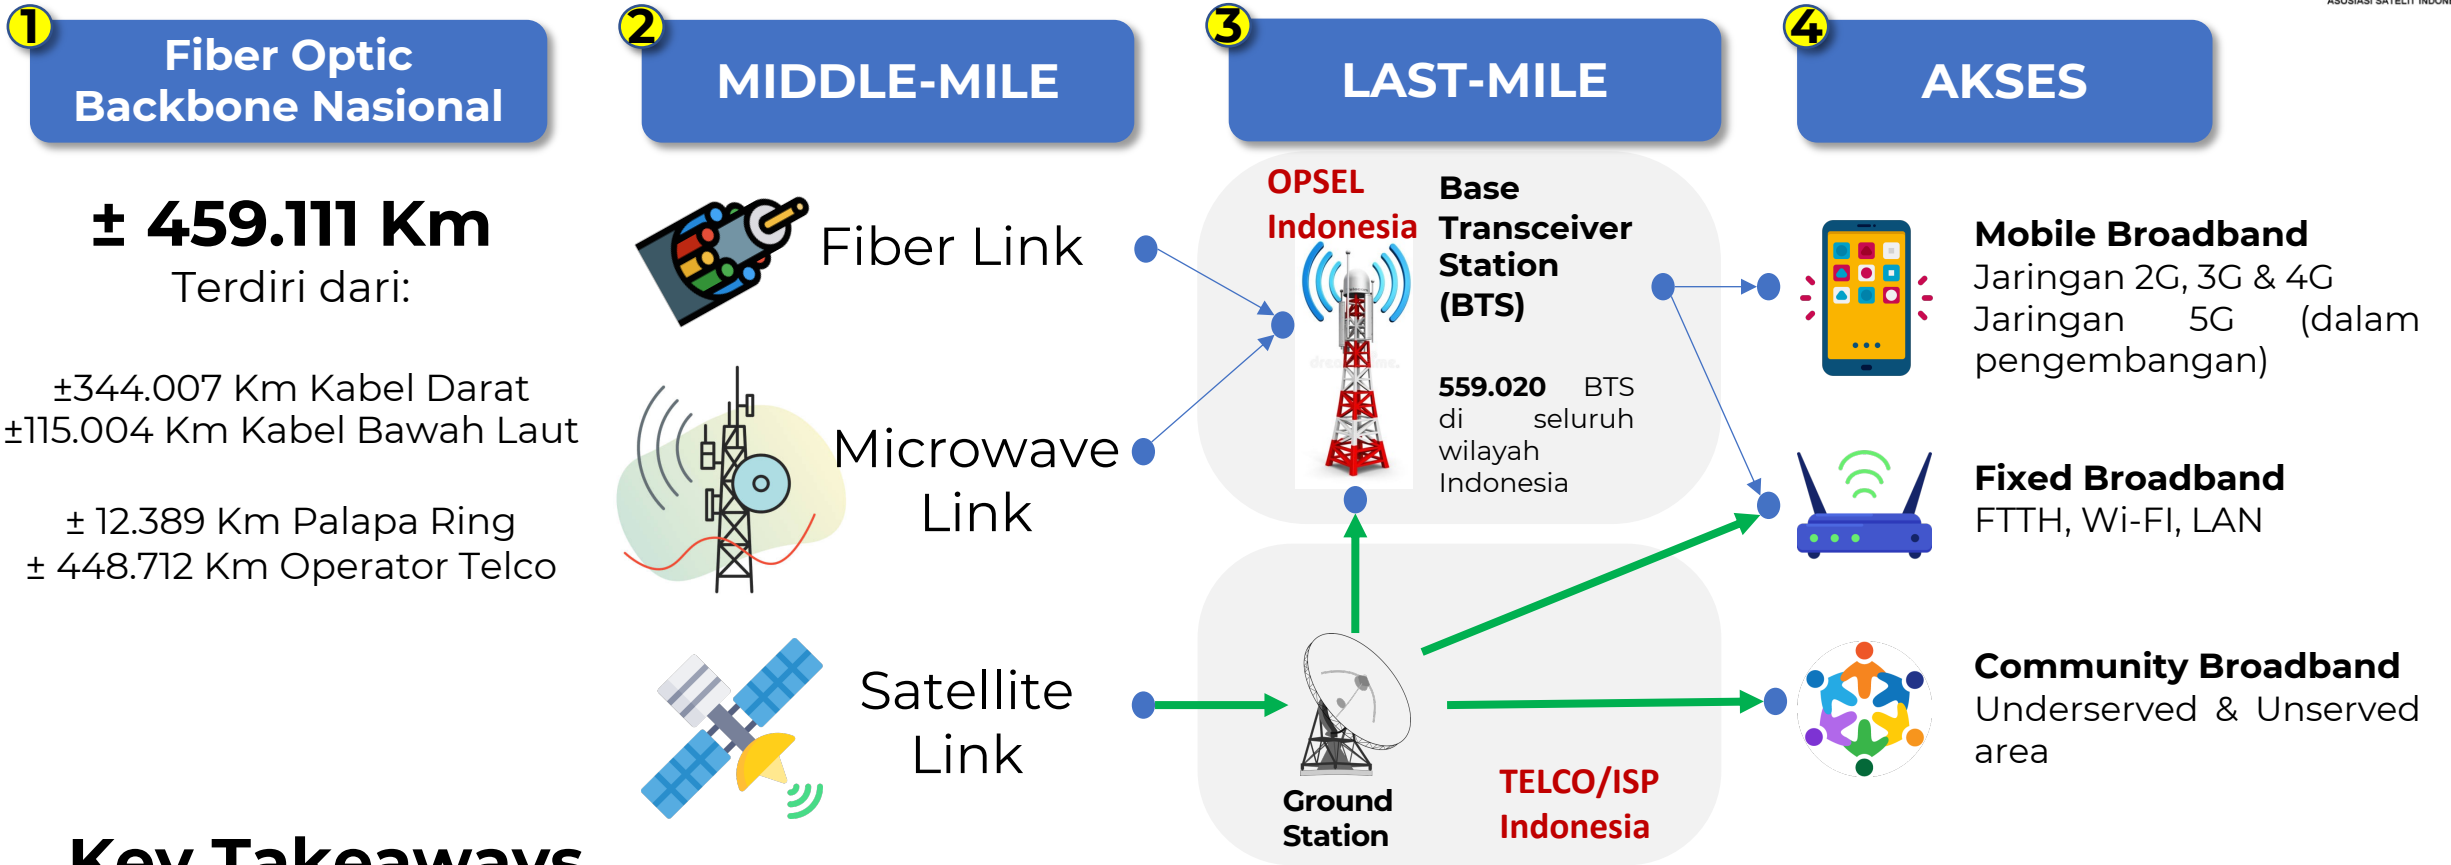 ASOSIASI SATELIT INDON
1
Fiber Optic
Backbone Nasional
± 459.111 Km
Terdiri dari:
±344.007 Km Kabel Darat
±115.004 Km Kabel Bawah Laut
± 12.389 Km Palapa Ring
± 448.712 Km Operator Telco
2
MIDDLE-MILE
Fiber Link
Microwave
Link
Satellite
Link
3
LAST-MILE
OPSEL
Indonesia
Base
Transceiver
Station
(BTS)
559.020 BTS
di seluruh
wilayah
Indonesia
Ground
Station
TELCO/ISP
Indonesia
4
AKSES
Mobile Broadband
Jaringan 2G, 3G & 4G
Jaringan 5G (dalam
pengembangan)
Fixed Broadband
FTTH, Wi-FI, LAN
Community Broadband
Underserved & Unserved
area
Key Takeaways